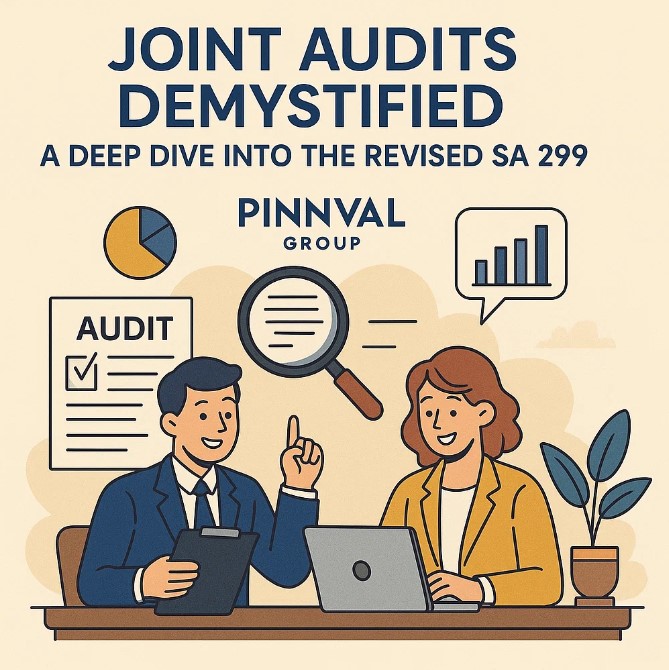 JOINT AUDITS
DEMYSTIFIED
A DEEP DIVE INTO THE REVISED SA 299
PINNVAL
GROUP
AUDIT